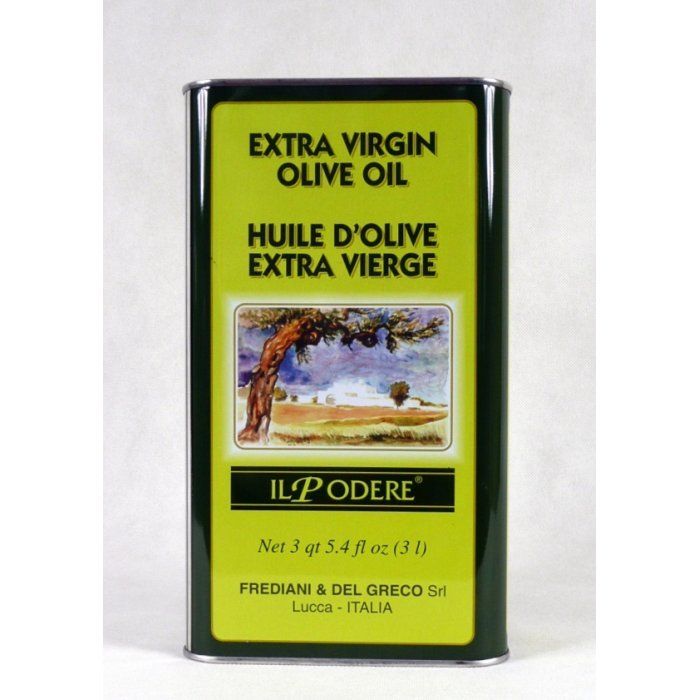 EXTRA VIRGIN
OLIVE OIL
HUILE D'OLIVE
EXTRA VIERGE
IL PODERE®
Net 3 qt 5.4 fl oz (3 l)
FREDIANI & DEL GRECO Srl
Lucca - ITALIA